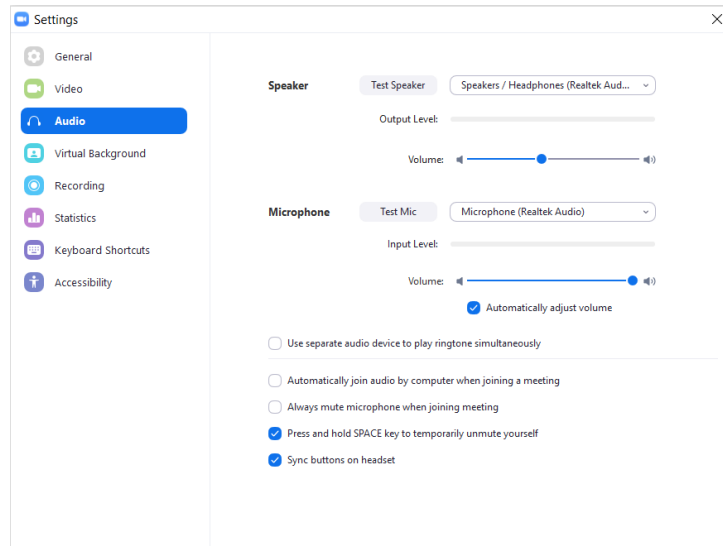 Settings
General
Video
Audio
Virtual Background
Recording
Statistics
Keyboard Shortcuts
Accessibility
Speaker
Test Speaker
Speakers / Headphones (Realtek Aud...
Output Level:
Volume:
Microphone
Test Mic
Microphone (Realtek Audio)
Input Level:
Volume:
Automatically adjust volume
Use separate audio device to play ringtone simultaneously
Automatically join audio by computer when joining a meeting
Always mute microphone when joining meeting
Press and hold SPACE key to temporarily unmute yourself
Sync buttons on headset